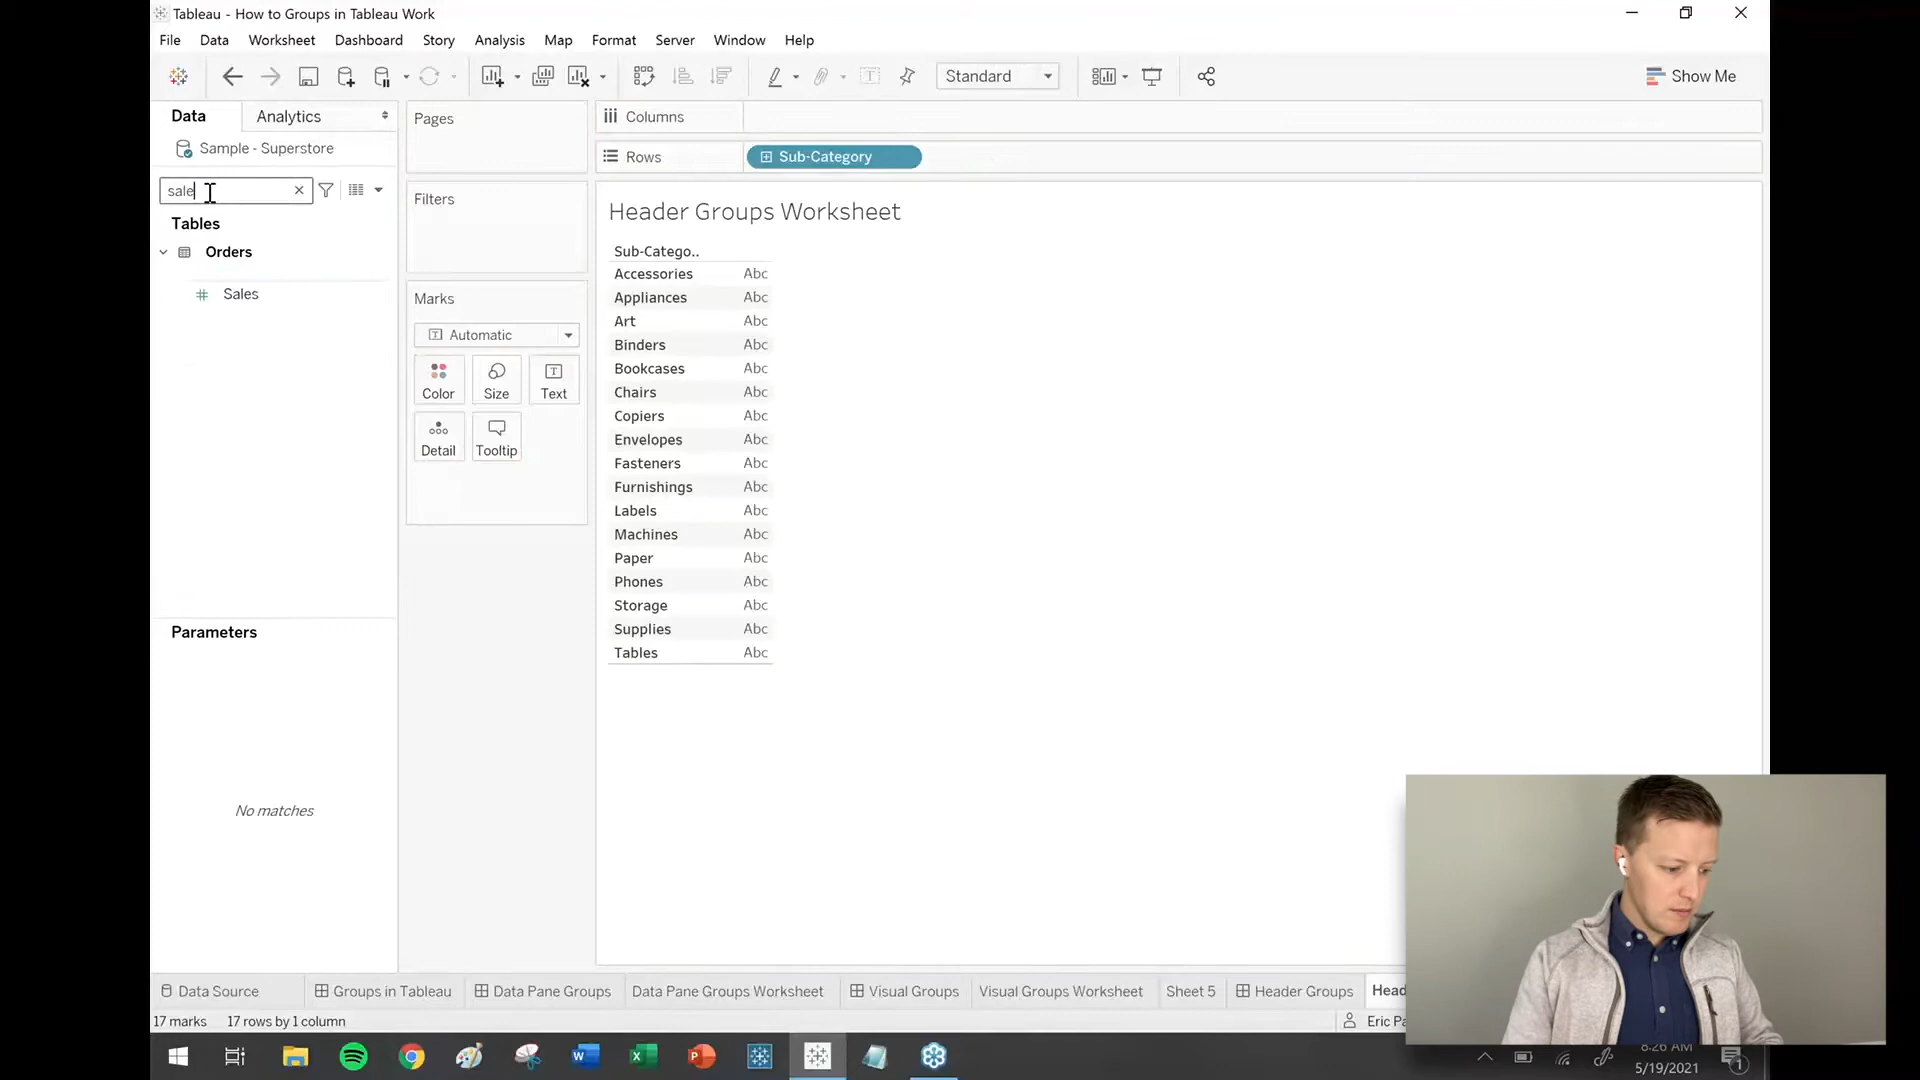 Tableau - How to Groups in Tableau Work
File Data Worksheet Dashboard Story Analysis Map Format Server Window Help
Standard
Show Me
Data
Analytics
Sample - Superstore
sale
Tables
Orders
Sales
Parameters
No matches
Pages
Filters
Marks
Automatic
Color
Size
Text
Detail
Tooltip
Columns
Rows
Sub-Category
Header Groups Worksheet
Sub-Catego..
Accessories Abc
Appliances Abc
Art Abc
Binders Abc
Bookcases Abc
Chairs Abc
Copiers Abc
Envelopes Abc
Fasteners Abc
Furnishings Abc
Labels Abc
Machines Abc
Paper Abc
Phones Abc
Storage Abc
Supplies Abc
Tables Abc
Data Source Groups in Tableau Data Pane Groups Data Pane Groups Worksheet Visual Groups Visual Groups Worksheet Sheet 5 Header Groups Head
17 marks 17 rows by 1 column
Eric Pa
8:26 AM
5/19/2021
1